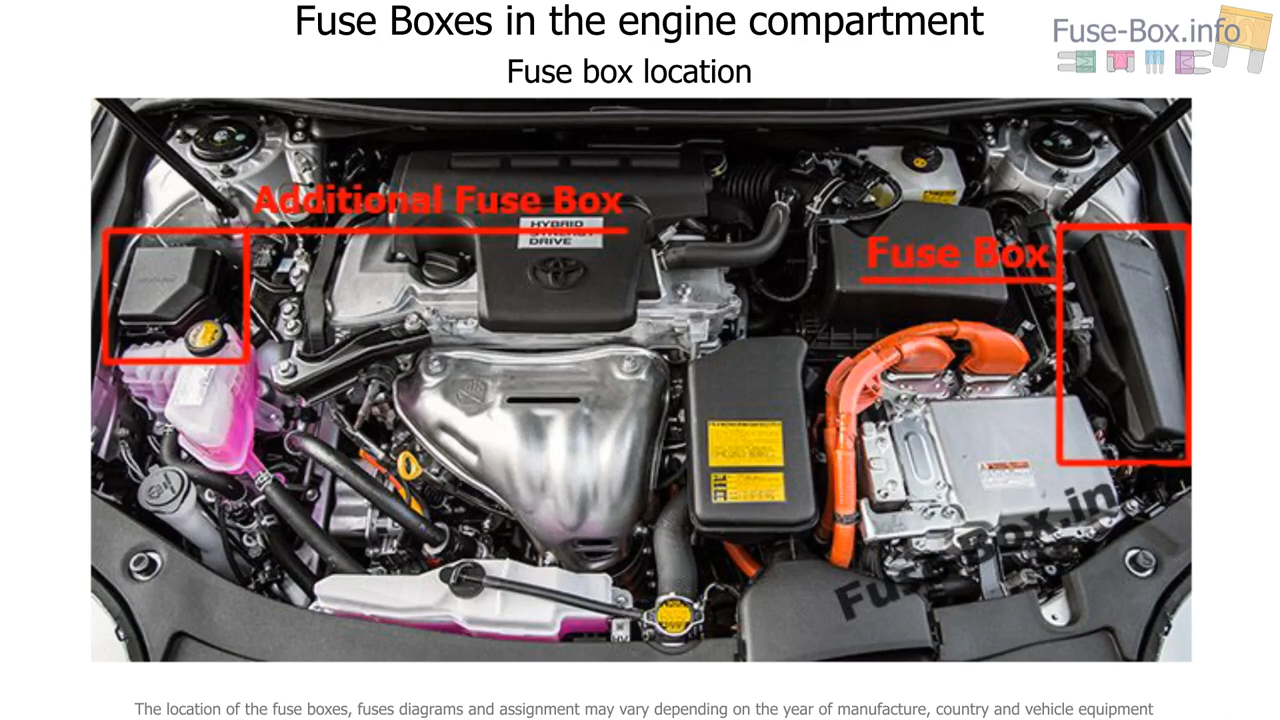 Fuse Boxes in the engine compartment
Fuse-Box.info
Fuse box location
Additional Fuse Box
HYBRID
SYNERGY
DRIVE
Fuse Box
Fuse-Box.in
The location of the fuse boxes, fuses diagrams and assignment may vary depending on the year of manufacture, country and vehicle equipment